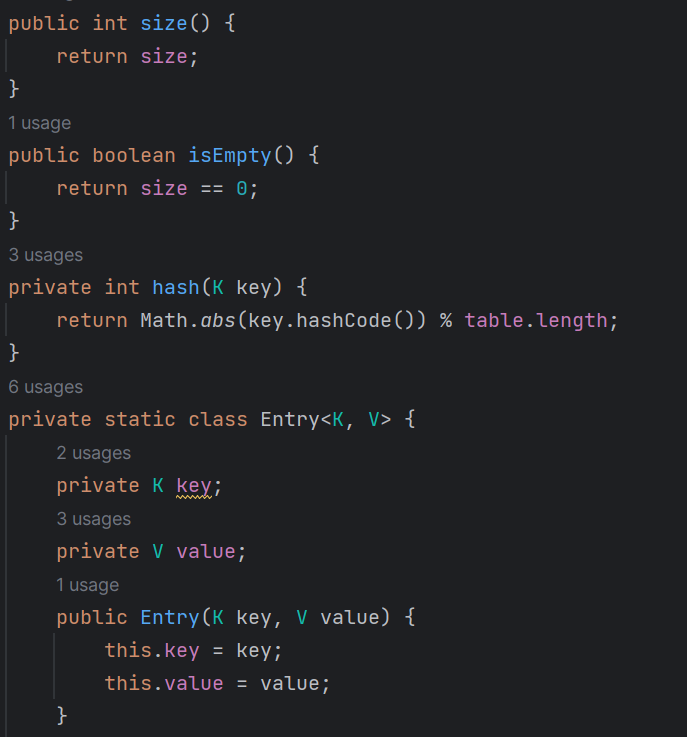 public int size() {
    return size;
}
1 usage
public boolean isEmpty() {
    return size == 0;
}
3 usages
private int hash(K key) {
    return Math.abs(key.hashCode()) % table.length;
}
6 usages
private static class Entry<K, V> {
    2 usages
    private K key;
    3 usages
    private V value;
    1 usage
    public Entry(K key, V value) {
        this.key = key;
        this.value = value;
    }